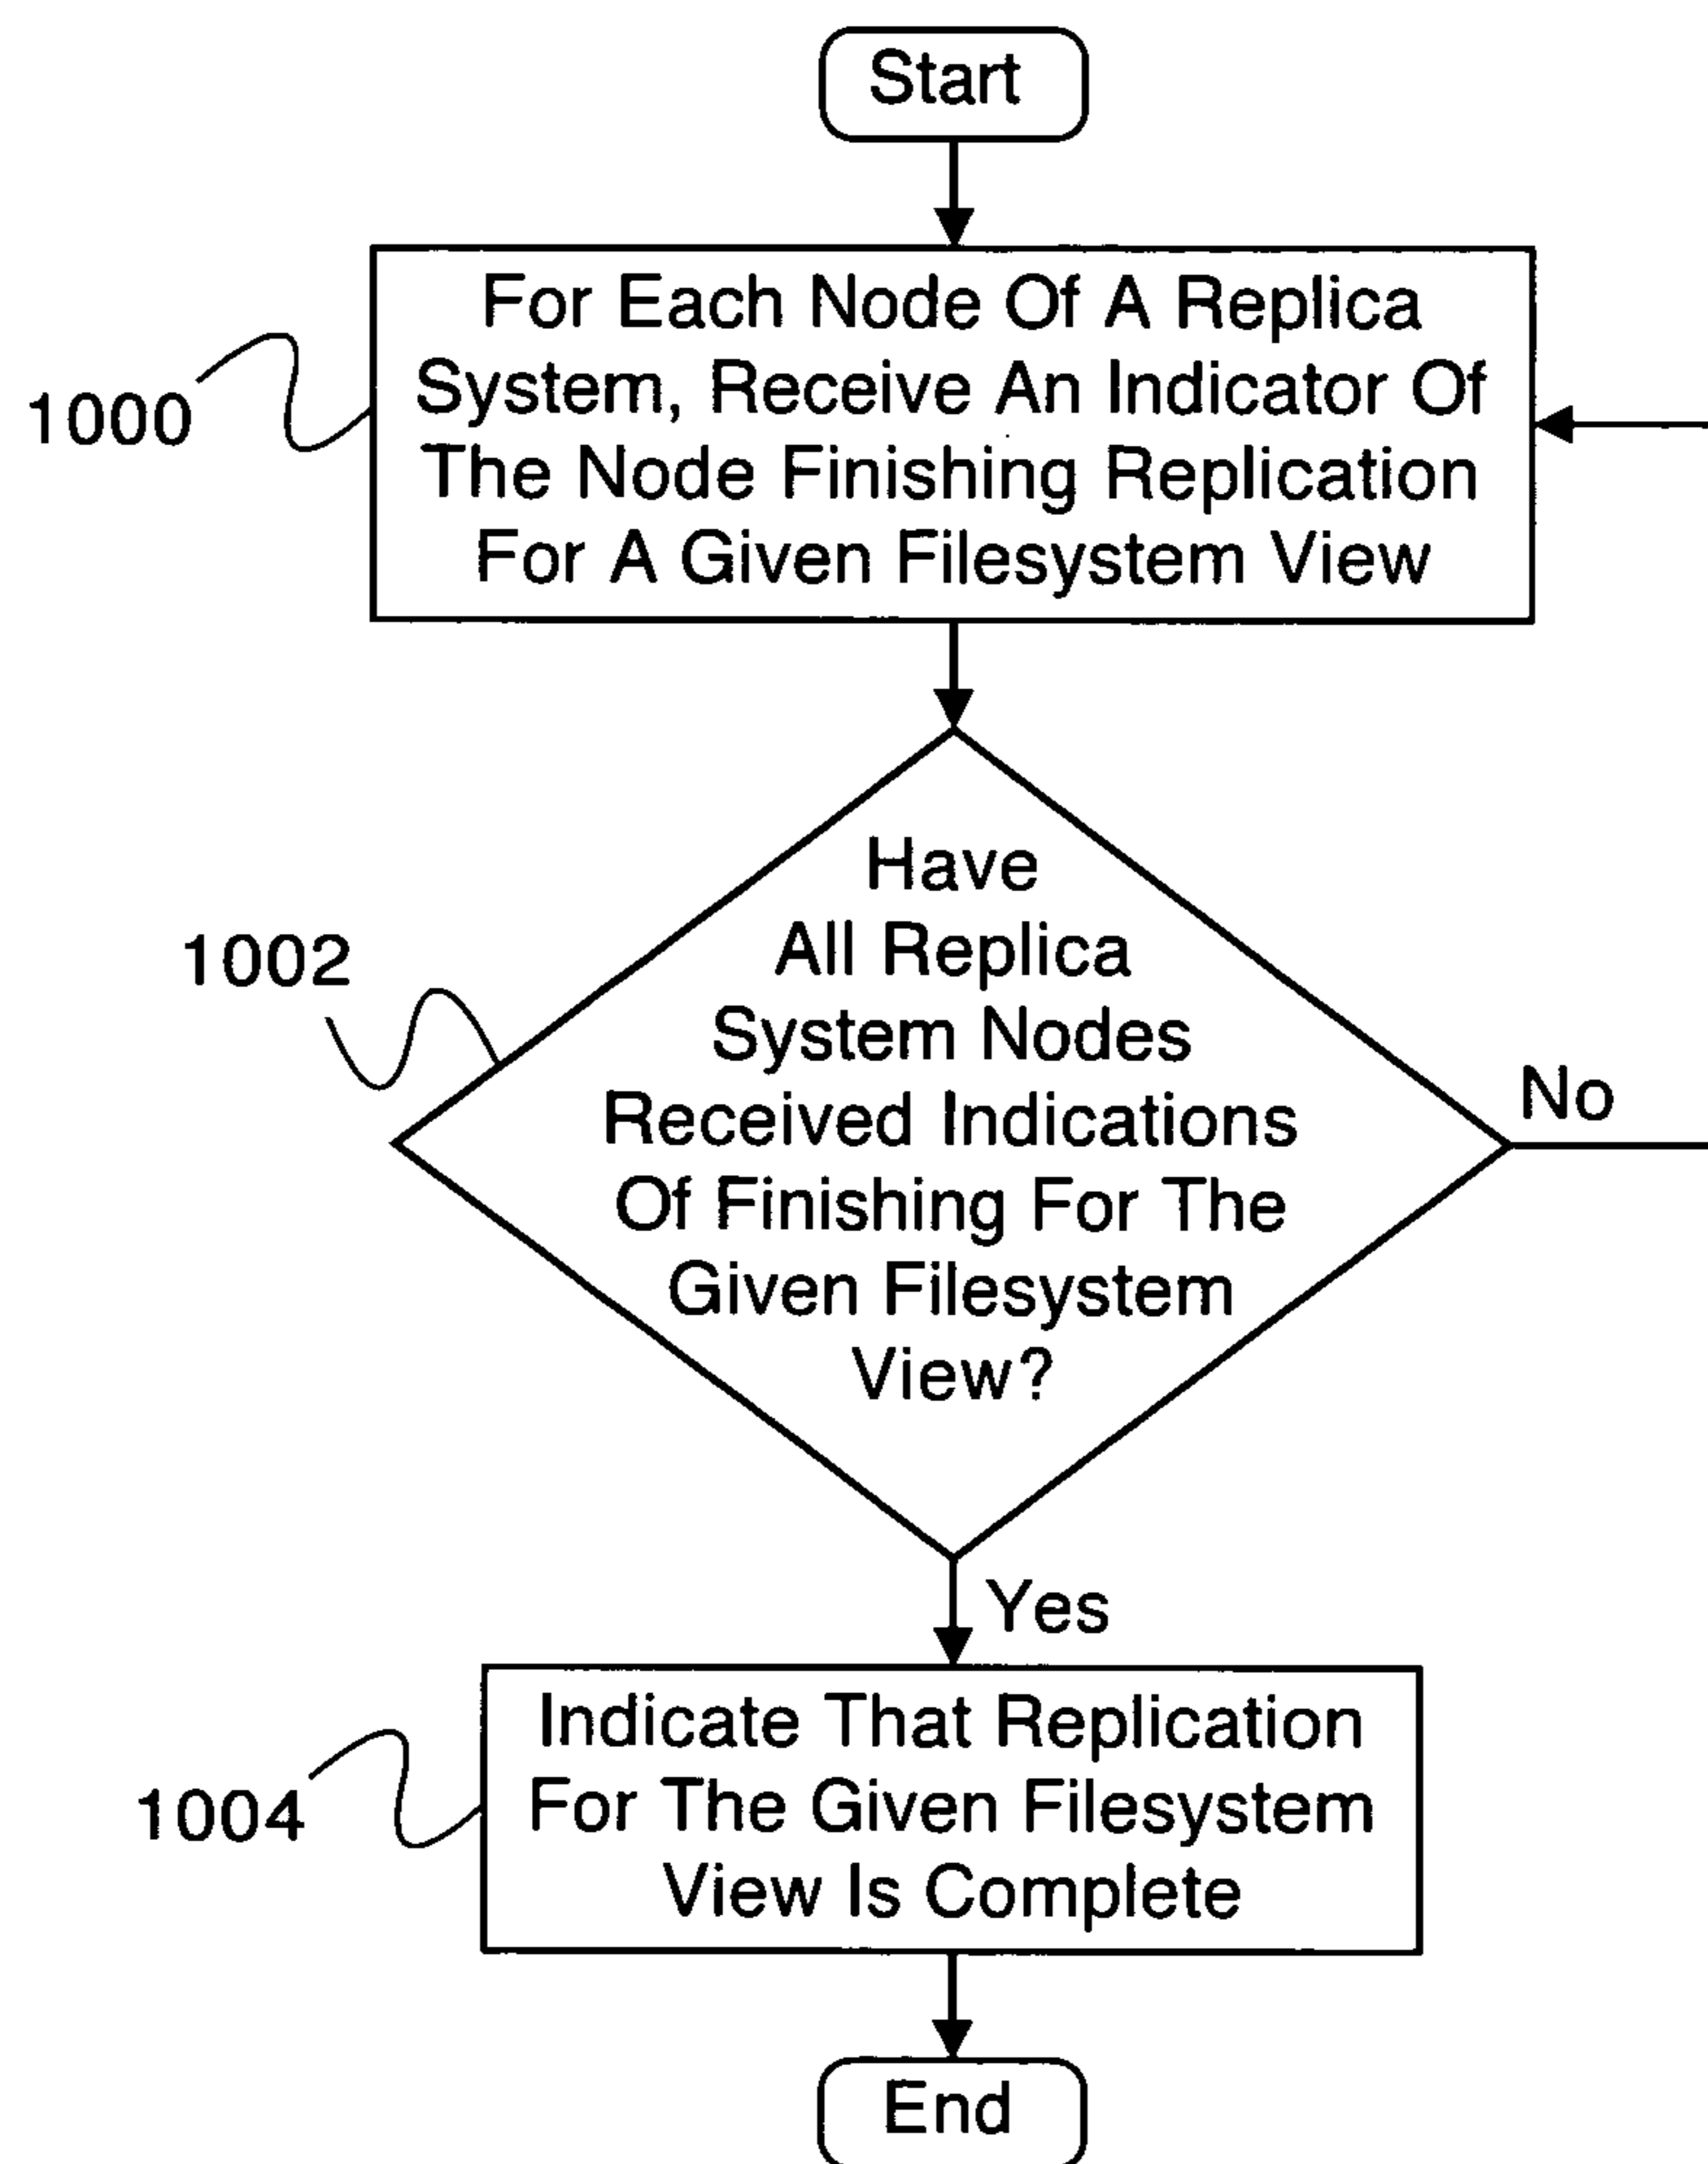 Start
For Each Node Of A Replica
System, Receive An Indicator Of
The Node Finishing Replication
For A Given Filesystem View
1000
Have
All Replica
System Nodes
Received Indications
Of Finishing For The
Given Filesystem
View?
1002
No
Yes
Indicate That Replication
For The Given Filesystem
View Is Complete
1004
End